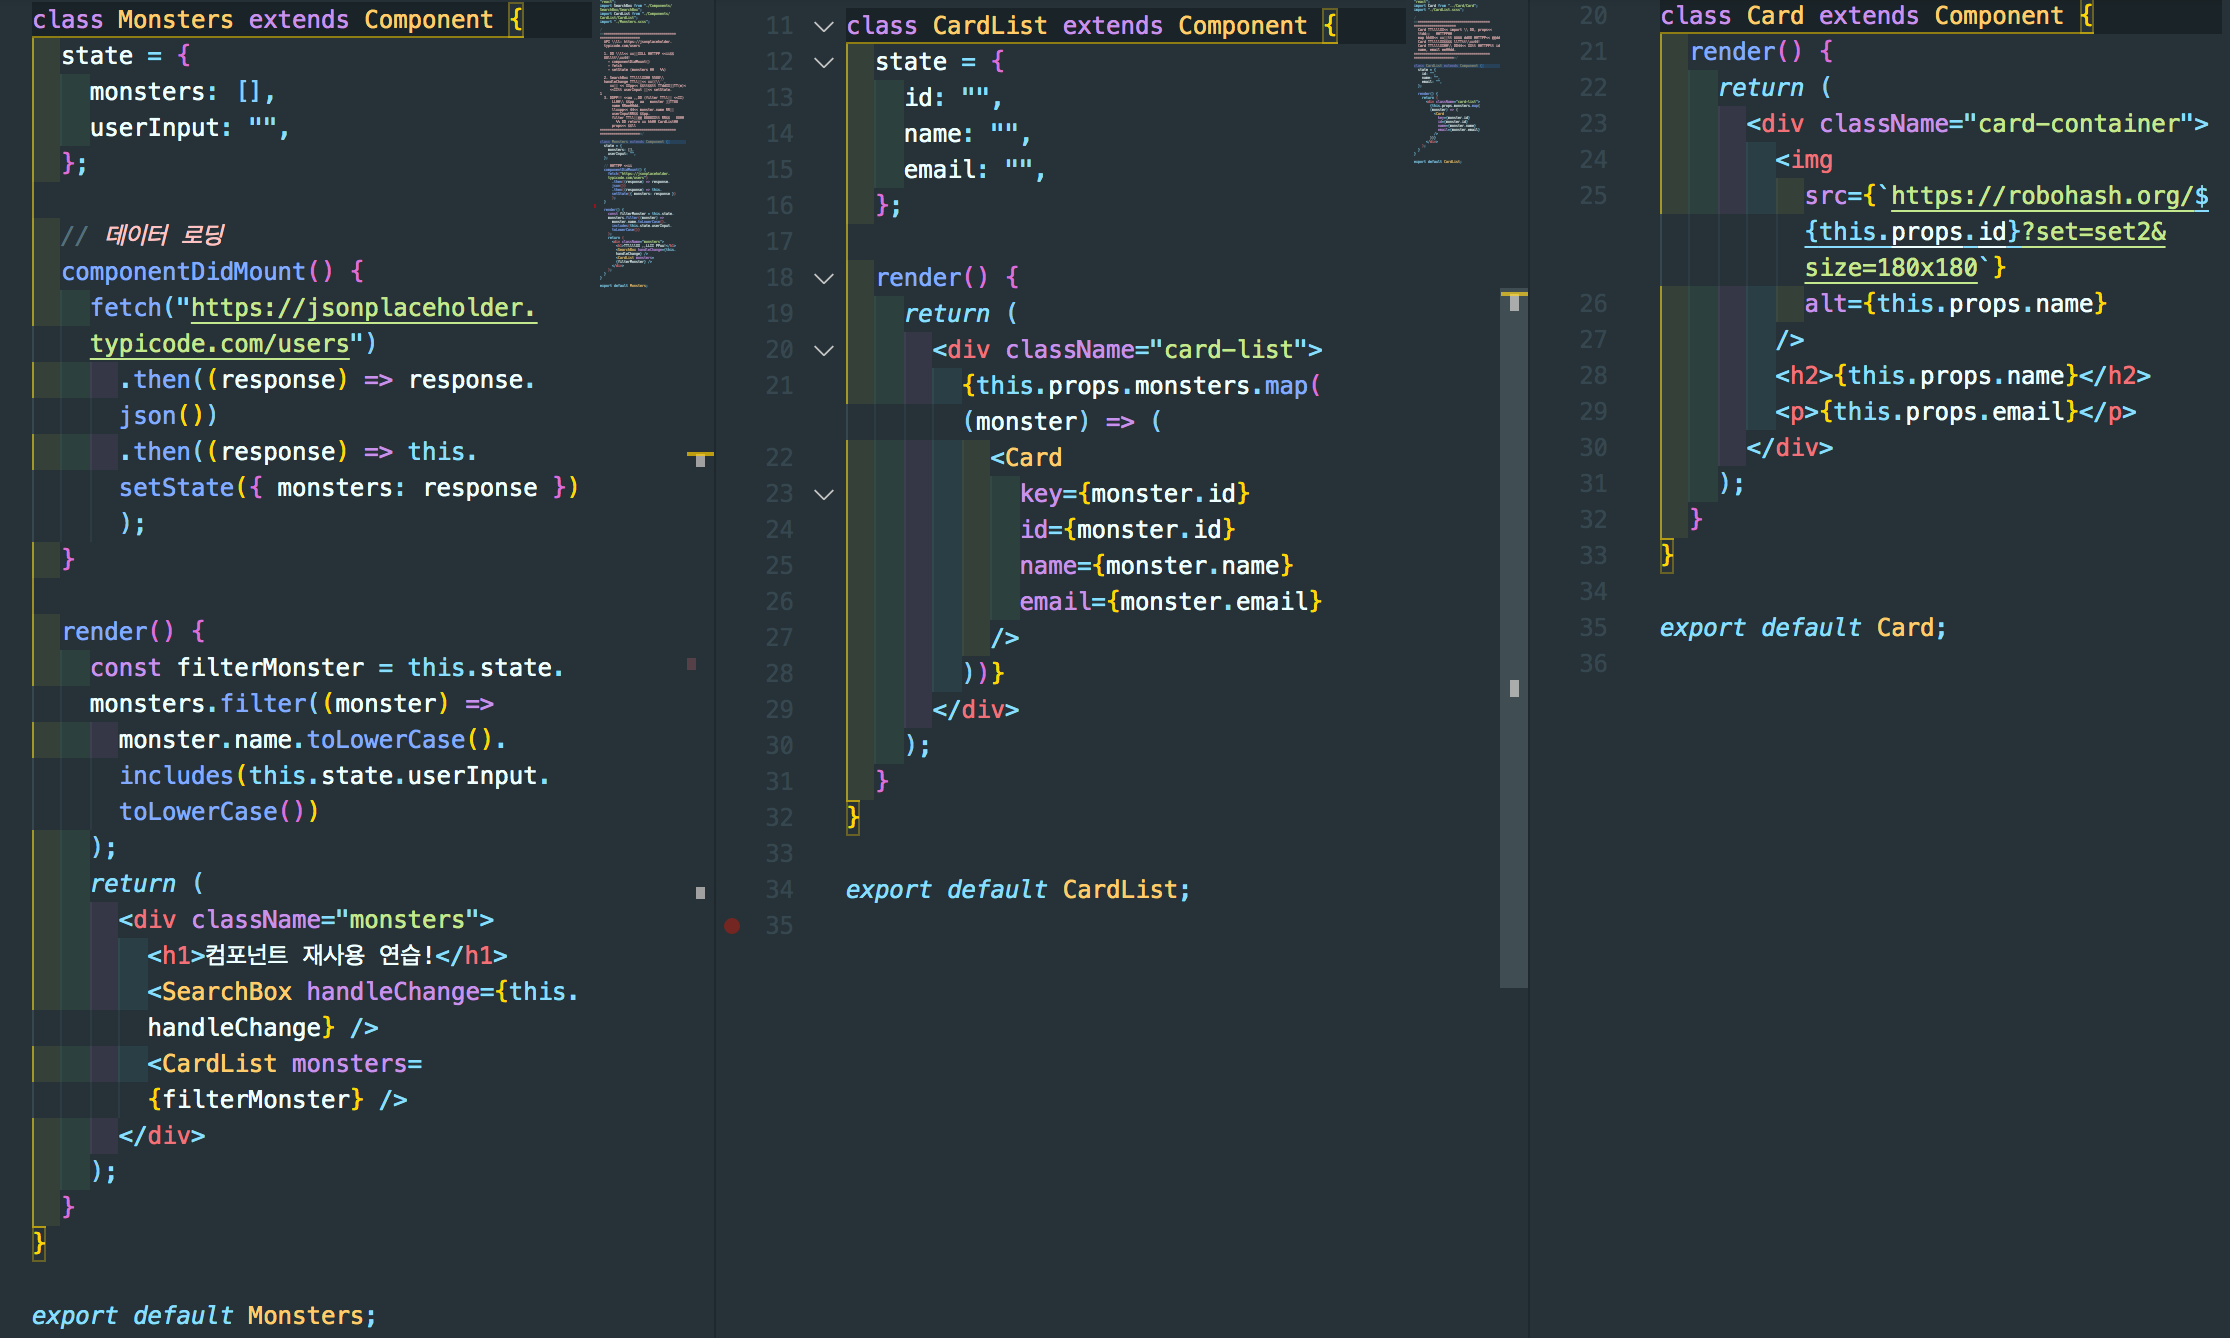 class Monsters extends Component {
state = {
monsters: [],
userInput: "",
};
// 데이터 로딩
componentDidMount() {
fetch("https://jsonplaceholder.
typicode.com/users")
.then((response) => response.
json())
.then((response) => this.
setState({ monsters: response })
);
}
render() {
const filterMonster = this.state.
monsters.filter((monster) =>
monster.name.toLowerCase().
includes(this.state.userInput.
toLowerCase())
);
return (
<div className="monsters">
<h1>컴포넌트 재사용 연습!</h1>
<SearchBox handleChange={this.
handleChange} />
<CardList monsters=
{filterMonster} />
</div>
);
}
}
export default Monsters;
11 class CardList extends Component {
12 state = {
13 id: "",
14 name: "",
15 email: "",
16 };
17
18 render() {
19 return (
20 <div className="card-list">
21 {this.props.monsters.map(
(monster) => (
22 <Card
23 key={monster.id}
24 id={monster.id}
25 name={monster.name}
26 email={monster.email}
27 />
28 ))}
29 </div>
30 );
31 }
32 }
33
34 export default CardList;
35
20 class Card extends Component {
21 render() {
22 return (
23 <div className="card-container">
24 <img
25 src={`https://robohash.org/$
{this.props.id}?set=set2&
size=180x180`}
26 alt={this.props.name}
27 />
28 <h2>{this.props.name}</h2>
29 <p>{this.props.email}</p>
30 </div>
31 );
32 }
33 }
34
35 export default Card;
36